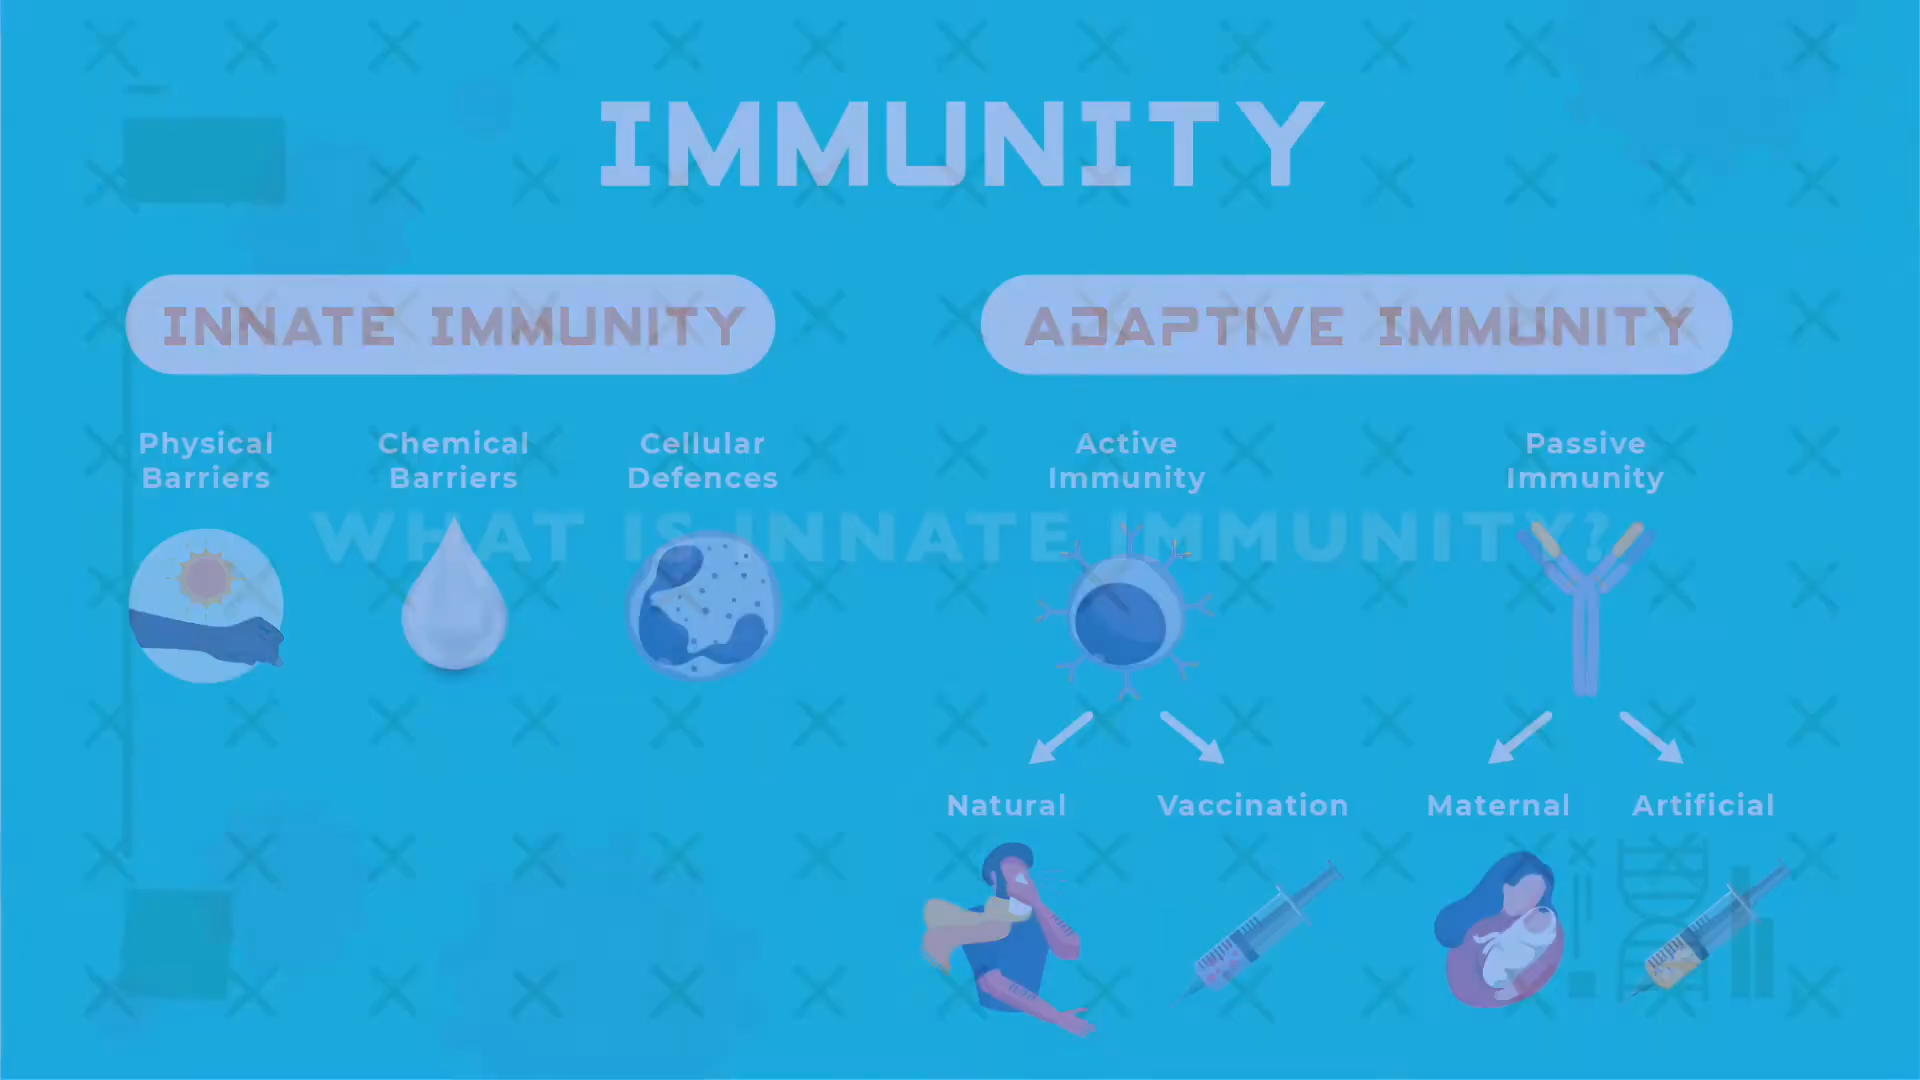 IMMUNITY
INNATE IMMUNITY
ADAPTIVE IMMUNITY
Physical
Barriers
Chemical
Barriers
Cellular
Defences
Active
Immunity
Passive
Immunity
WHAT IS INNATE IMMUNITY?
Natural
Vaccination
Maternal
Artificial